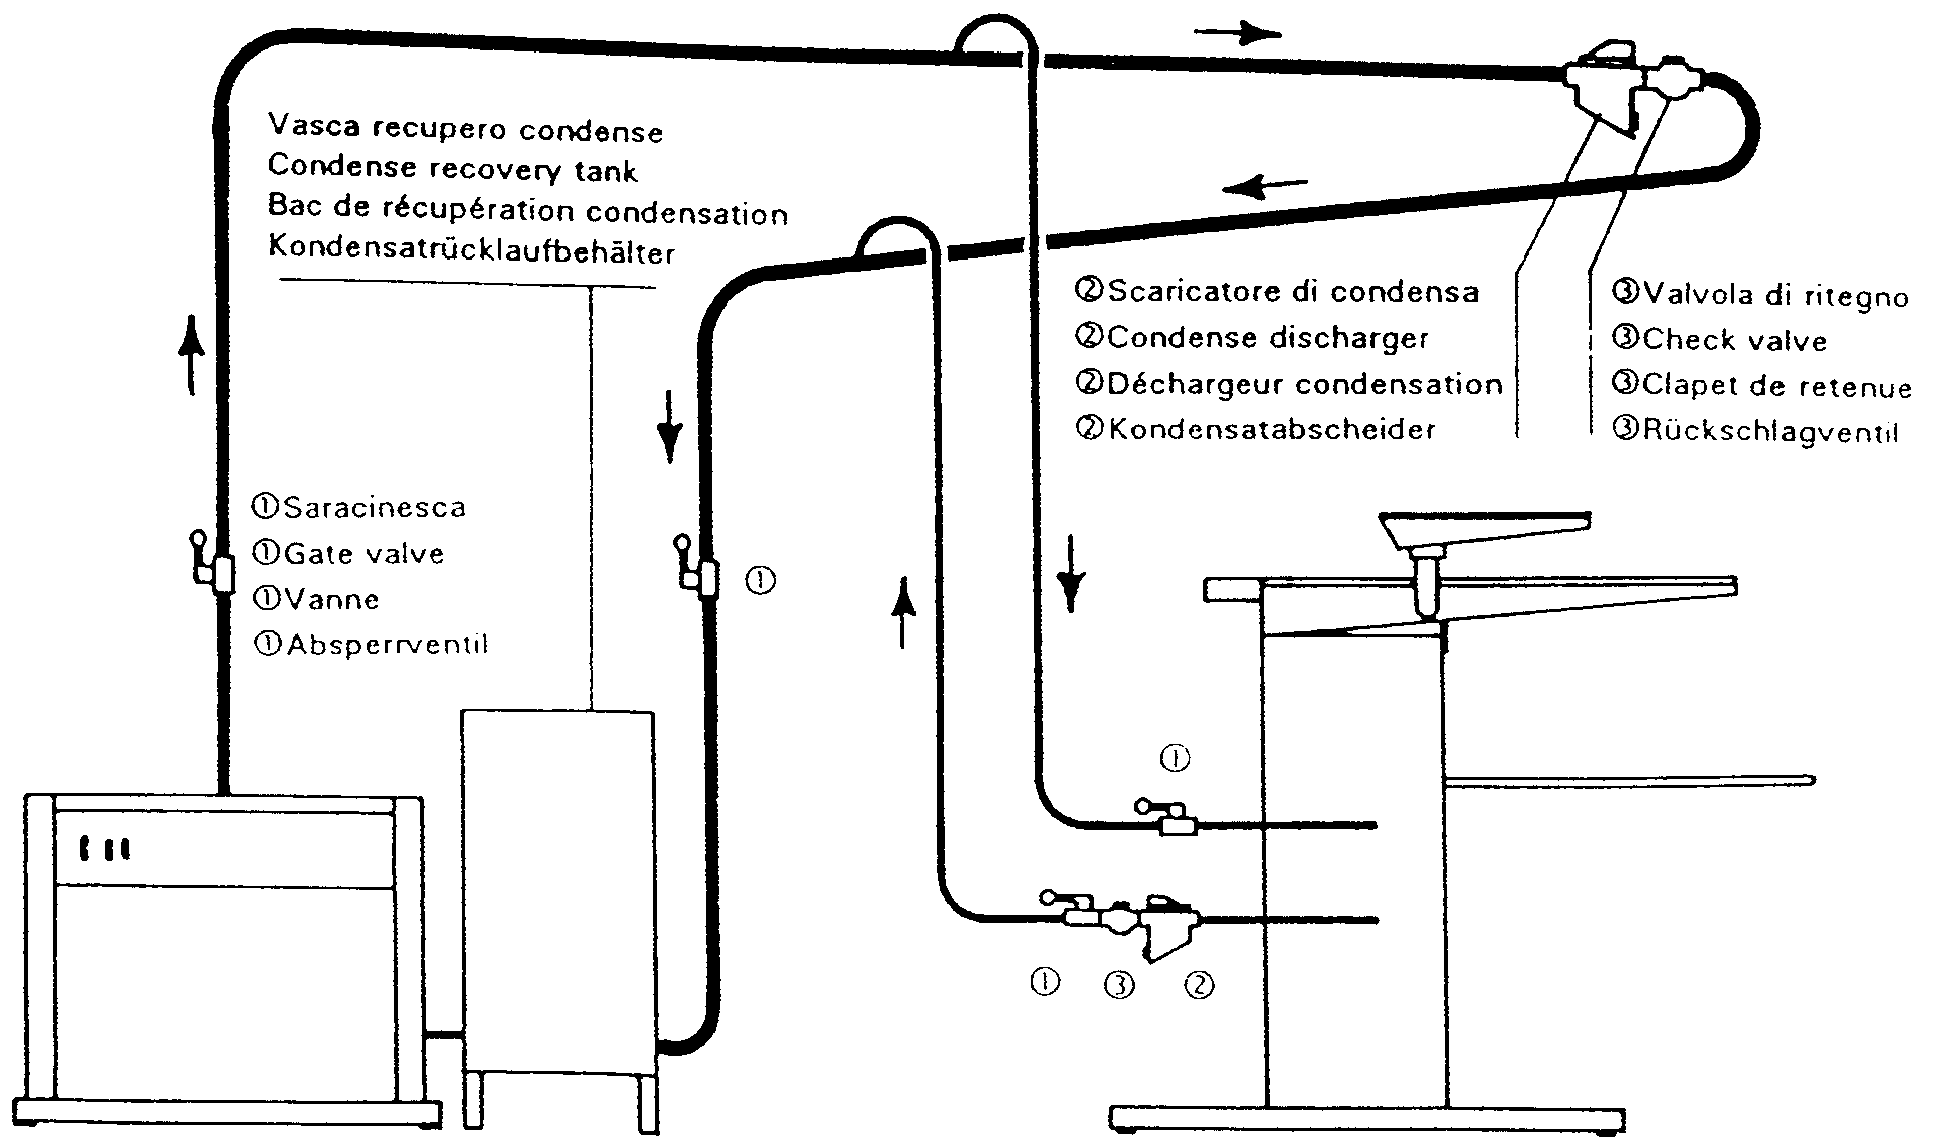 Vasca recupero condense
Condense recovery tank
Bac de récupération condensation
Kondensatrücklaufbehälter
②Scaricatore di condensa
②Condense discharger
②Déchargeur condensation
②Kondensatabscheider
③Valvola di ritegno
③Check valve
③Clapet de retenue
③Rückschlagventil
①Saracinesca
①Gate valve
①Vanne
①Absperrventil
①
①
① ③ ②